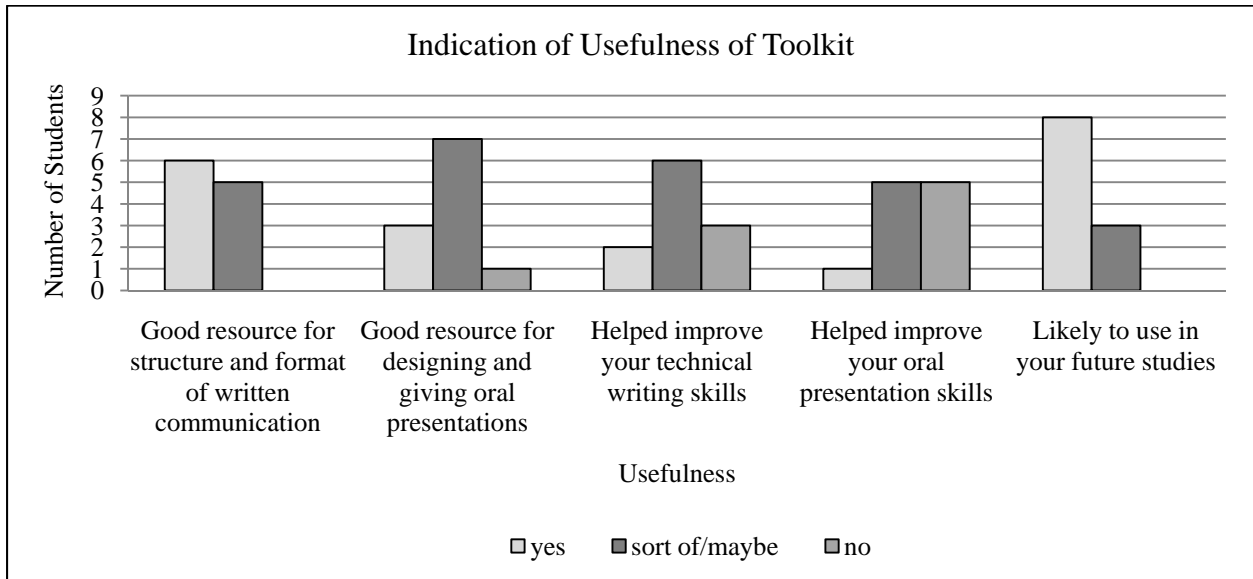 Indication of Usefulness of Toolkit
Number of Students
9
8
7
6
5
4
3
2
1
0
Good resource for
structure and format
of written
communication
Good resource for
designing and
giving oral
presentations
Helped improve
your technical
writing skills
Helped improve
your oral
presentation skills
Likely to use in
your future studies
Usefulness
yes sort of/maybe no